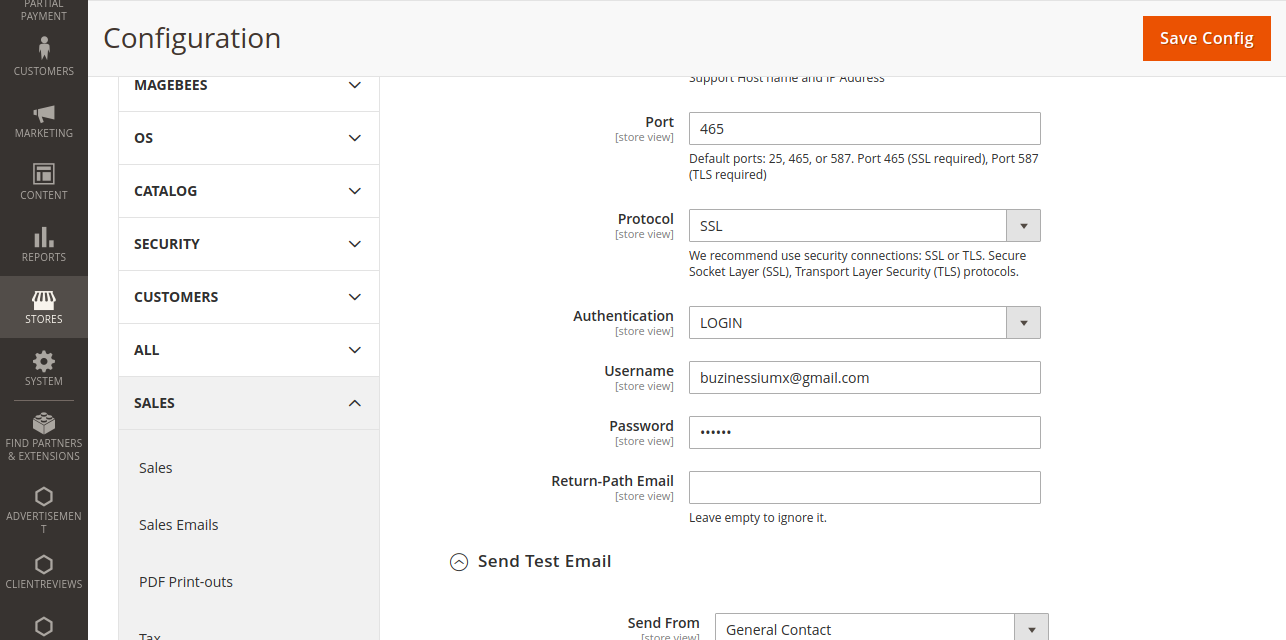 PARTIAL
PAYMENT
CUSTOMERS
MARKETING
CONTENT
REPORTS
STORES
SYSTEM
FIND PARTNERS
& EXTENSIONS
ADVERTISEMEN
T
CLIENTREVIEWS
Configuration
Save Config
MAGEBEES
OS
CATALOG
SECURITY
CUSTOMERS
ALL
SALES
Sales
Sales Emails
PDF Print-outs
Tax
Support Host name and IP Address
Port
[store view]
465
Default ports: 25, 465, or 587. Port 465 (SSL required), Port 587
(TLS required)
Protocol
[store view]
SSL
We recommend use security connections: SSL or TLS. Secure
Socket Layer (SSL), Transport Layer Security (TLS) protocols.
Authentication
[store view]
LOGIN
Username
[store view]
buzinessiumx@gmail.com
Password
[store view]
••••••
Return-Path Email
[store view]
Leave empty to ignore it.
Send Test Email
Send From
[store view]
General Contact